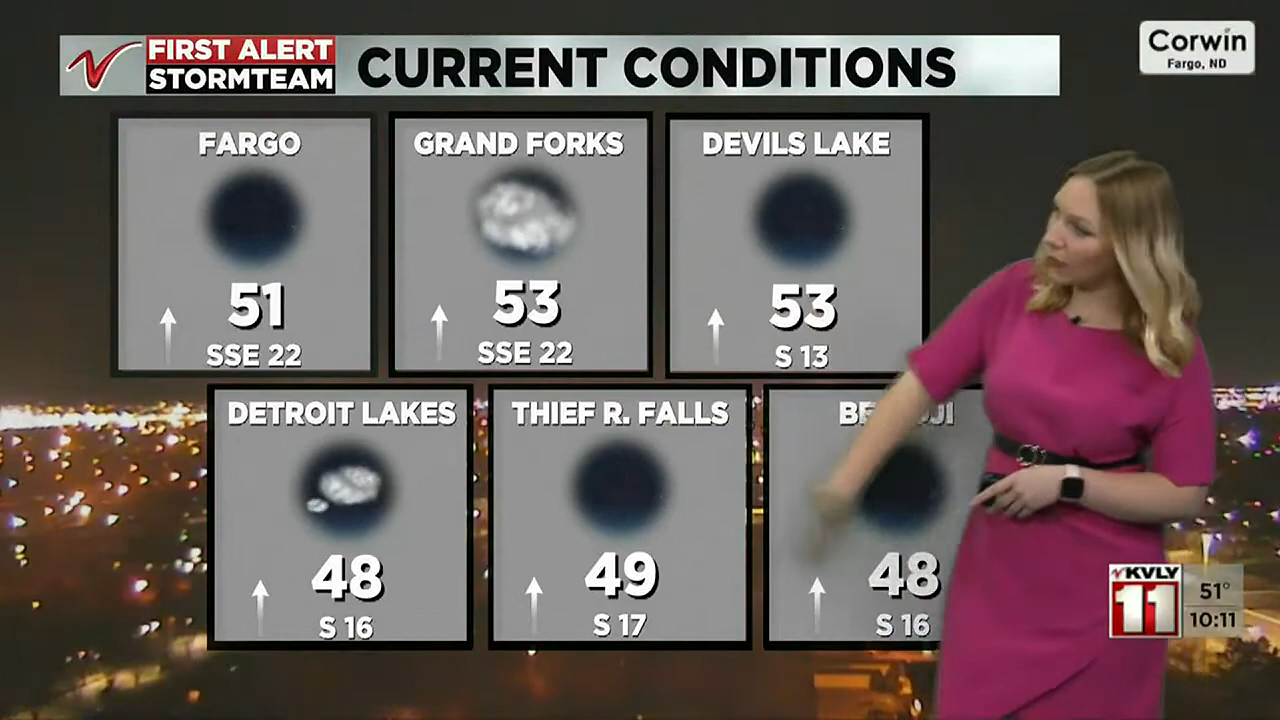 FIRST ALERT
STORMTEAM
CURRENT CONDITIONS
Corwin
Fargo, ND
FARGO
51
SSE 22
GRAND FORKS
53
SSE 22
DEVILS LAKE
53
S 13
DETROIT LAKES
48
S 16
THIEF R. FALLS
49
S 17
48
S 16
KVLY
11
51°
10:11